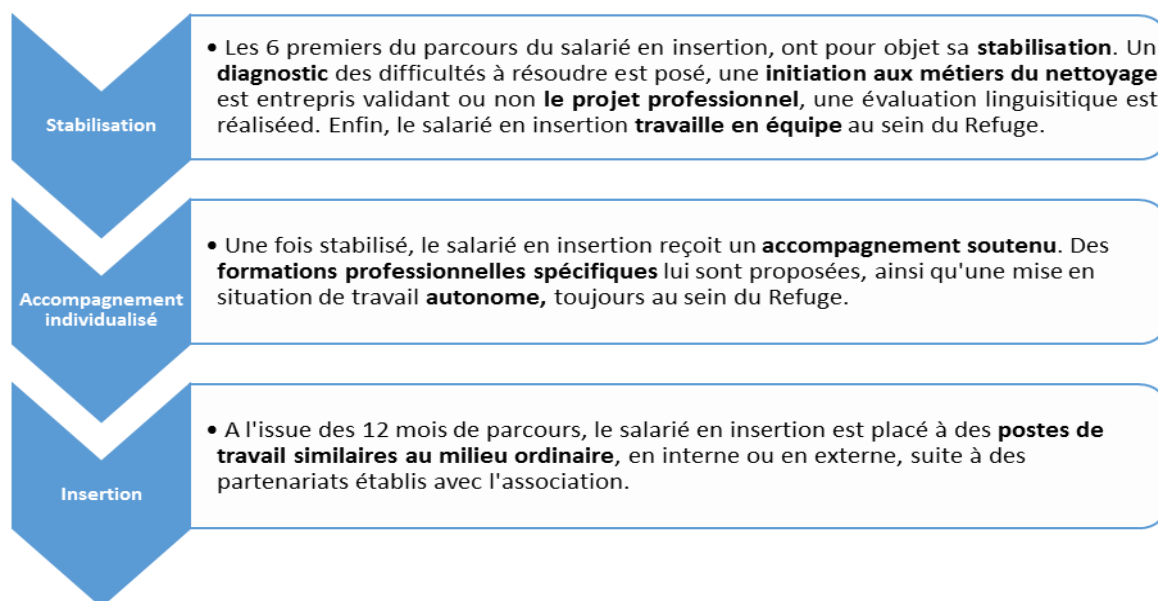 Stabilisation
• Les 6 premiers du parcours du salarié en insertion, ont pour objet sa stabilisation. Un
diagnostic des difficultés à résoudre est posé, une initiation aux métiers du nettoyage
est entrepris validant ou non le projet professionnel, une évaluation linguisitique est
réaliséed. Enfin, le salarié en insertion travaille en équipe au sein du Refuge.
Accompagnement
individualisé
• Une fois stabilisé, le salarié en insertion reçoit un accompagnement soutenu. Des
formations professionnelles spécifiques lui sont proposées, ainsi qu'une mise en
situation de travail autonome, toujours au sein du Refuge.
Insertion
• A l'issue des 12 mois de parcours, le salarié en insertion est placé à des postes de
travail similaires au milieu ordinaire, en interne ou en externe, suite à des
partenariats établis avec l'association.